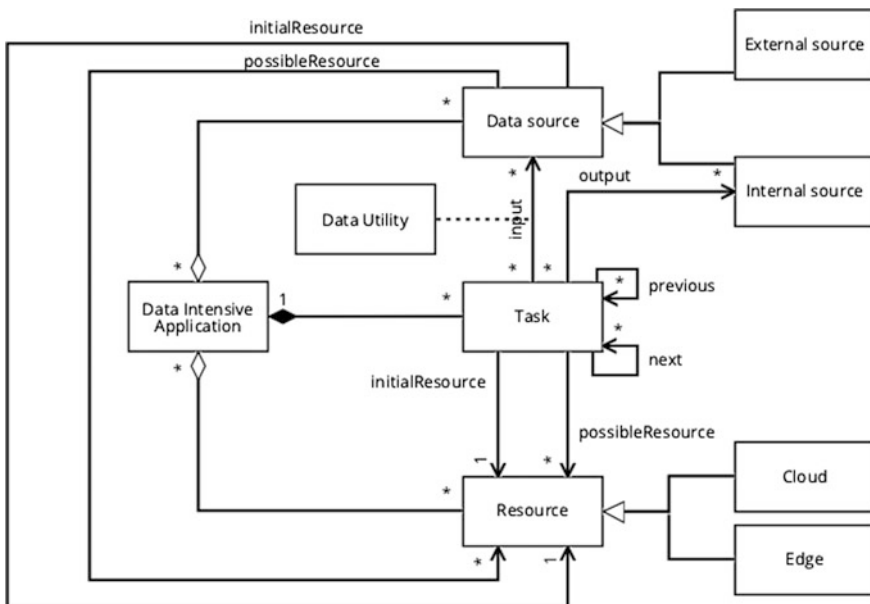 initialResource
External source
possibleResource
*
Data source
output
*
*
Internal source
Data Utility
input
*
*
*
*
previous
Data Intensive
Application
1
*
Task
*
next
*
initialResource
possibleResource
1
*
Cloud
*
Resource
Edge
*
1